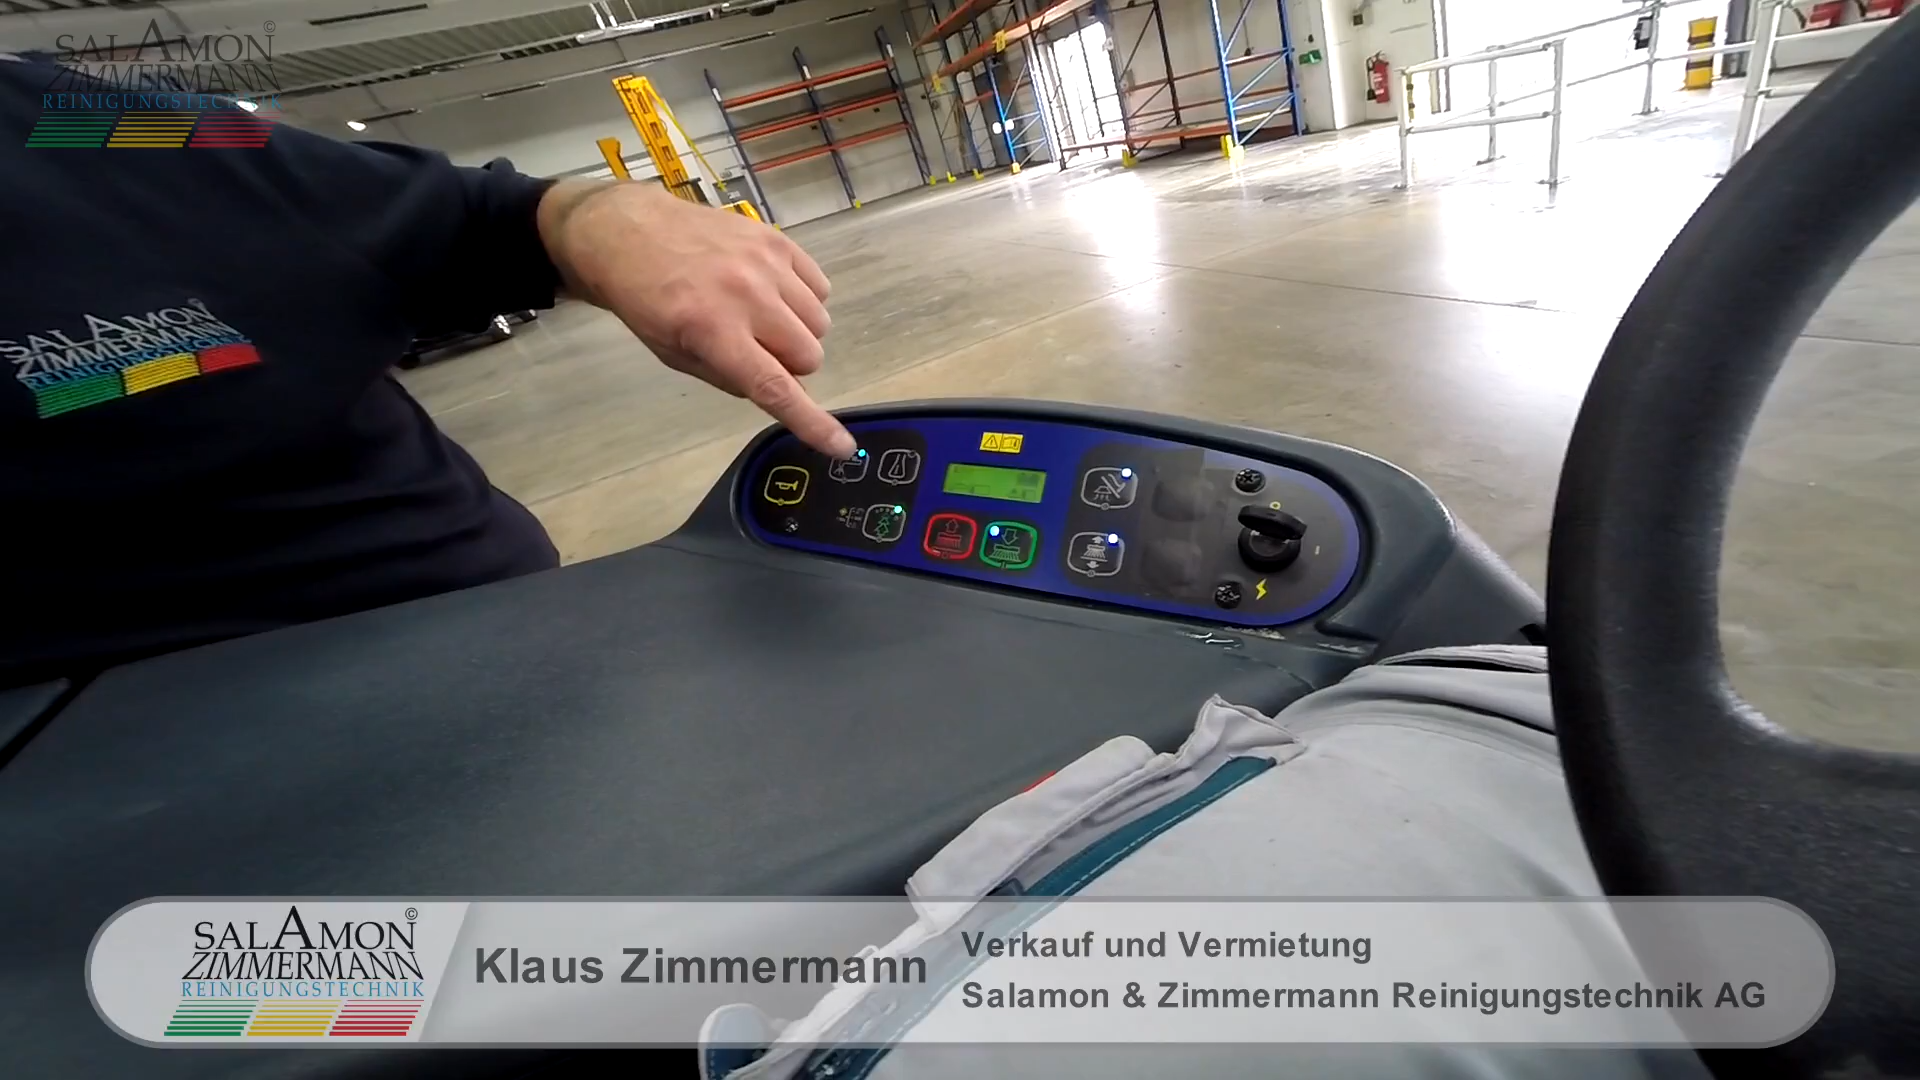 SALAMON
ZIMMERMANN
REINIGUNGSTECHNIK
SALAMON
ZIMMERMANN
REINIGUNGSTECHNIK
SALAMON©
ZIMMERMANN
REINIGUNGSTECHNIK
Klaus Zimmermann
Verkauf und Vermietung
Salamon & Zimmermann Reinigungstechnik AG